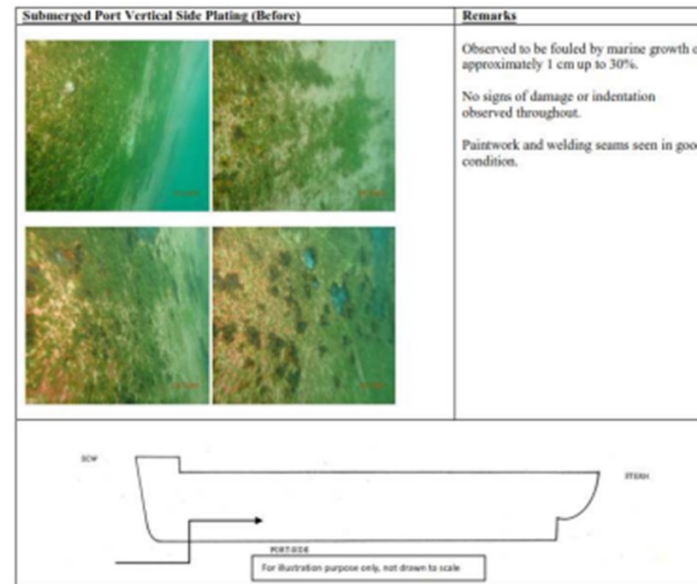 Submerged Port Vertical Side Plating (Before)
Remarks
Observed to be fouled by marine growth
approximately 1 cm up to 30%.
No signs of damage or indentation
observed throughout.
Paintwork and welding seams seen in
condition.
BOW
STERN
PORT-SIDE
For illustration purpose only, not drawn to scale